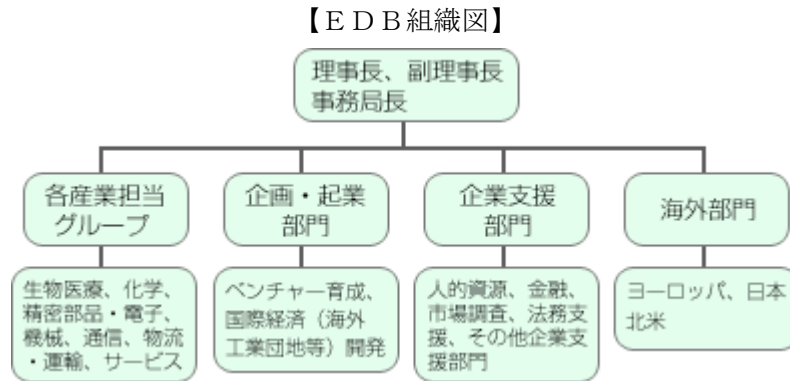 【ＥＤＢ組織図】
理事長、副理事長
事務局長
各産業担当
グループ
企画・起業
部門
企業支援
部門
海外部門
生物医療、化学、
精密部品・電子、
機械、通信、物流
・運輸、サービス
ベンチャー育成、
国際経済（海外
工業団地等）開発
人的資源、金融、
市場調査、法務支
援、その他企業支
援部門
ヨーロッパ、日本
北米